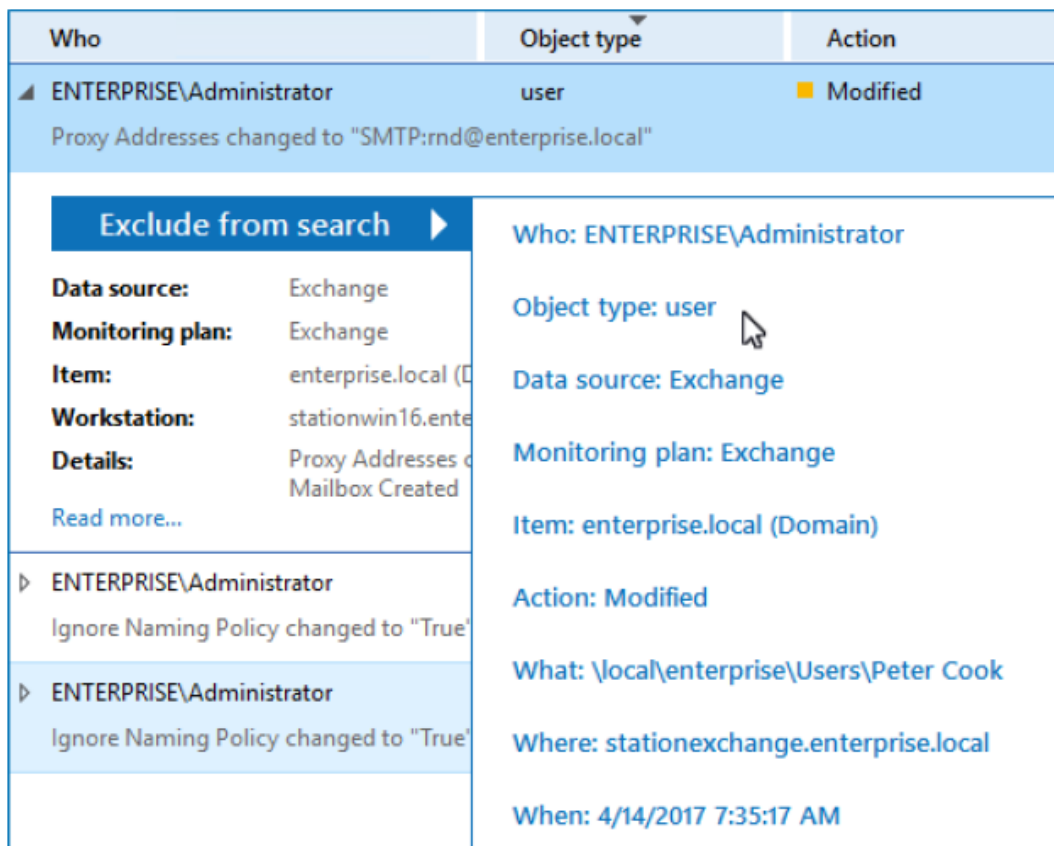 Who Object type Action
ENTERPRISE\Administrator user Modified
Proxy Addresses changed to "SMTP:rnd@enterprise.local"
Exclude from search
Data source: Exchange
Monitoring plan: Exchange
Item: enterprise.local (D
Workstation: stationwin16.ente
Details: Proxy Addresses c
Mailbox Created
Read more...
Who: ENTERPRISE\Administrator
Object type: user
Data source: Exchange
Monitoring plan: Exchange
Item: enterprise.local (Domain)
Action: Modified
What: \local\enterprise\Users\Peter Cook
Where: stationexchange.enterprise.local
When: 4/14/2017 7:35:17 AM
ENTERPRISE\Administrator
Ignore Naming Policy changed to "True"
ENTERPRISE\Administrator
Ignore Naming Policy changed to "True"